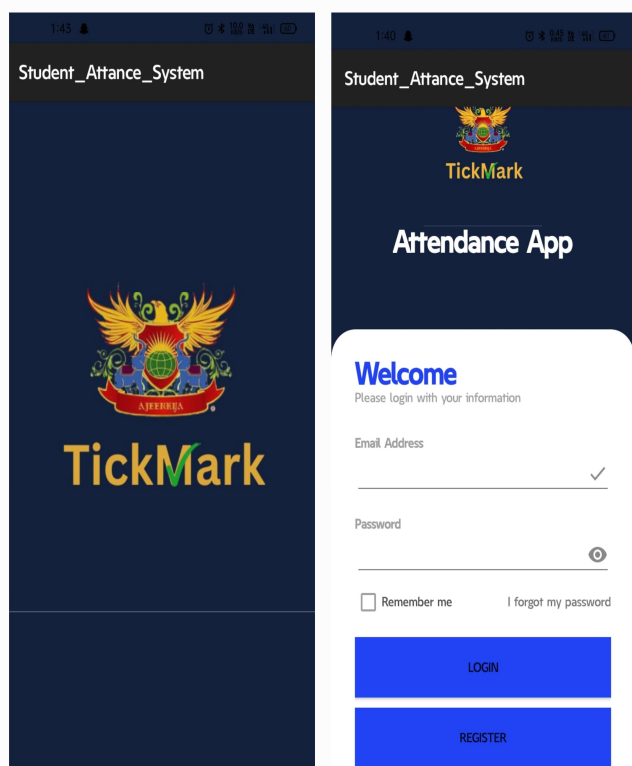 1:43
Student_Attance_System
AJEENKYA
TickMark
1:40
Student_Attance_System
TickMark
Attendance App
Welcome
Please login with your information
Email Address
Password
Remember me
I forgot my password
LOGIN
REGISTER